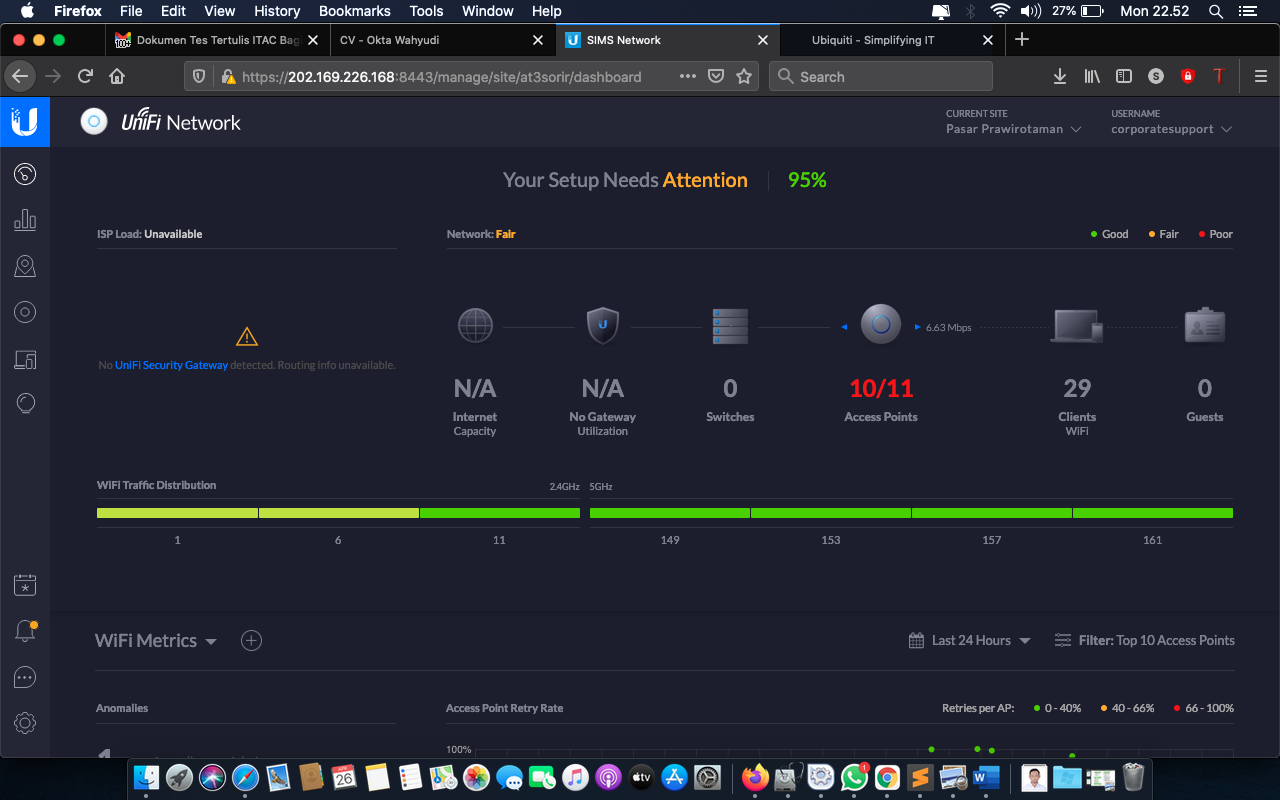 Firefox File Edit View History Bookmarks Tools Window Help 27% Mon 22.52
100+ Dokumen Tes Tertulis ITAC Bag CV - Okta Wahyudi SIMS Network Ubiquiti - Simplifying IT
https://202.169.226.168:8443/manage/site/at3sorir/dashboard Search
UniFi Network
CURRENT SITE USERNAME
Pasar Prawirotaman corporatesupport
Your Setup Needs Attention 95%
ISP Load: Unavailable Network: Fair Good Fair Poor
6.63 Mbps
No UniFi Security Gateway detected. Routing info unavailable.
N/A N/A 0 10/11 29 0
Internet No Gateway Switches Access Points Clients Guests
Capacity Utilization WiFi
WiFi Traffic Distribution 2.4GHz 5GHz
1 6 11 149 153 157 161
WiFi Metrics Last 24 Hours Filter: Top 10 Access Points
Anomalies Access Point Retry Rate Retries per AP: 0 - 40% 40 - 66% 66 - 100%
100%
APR
26
tv
1